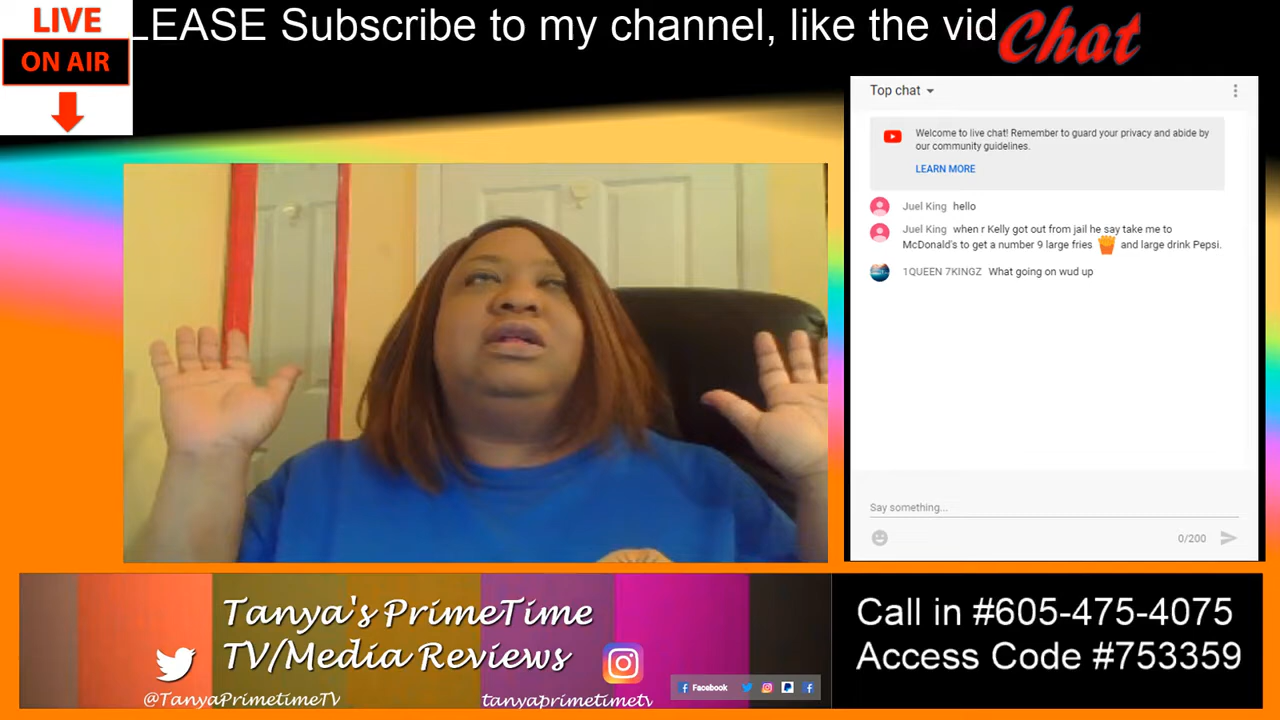 LIVE
ON AIR
LEASE Subscribe to my channel, like the vid
Chat
Top chat
Welcome to live chat! Remember to guard your privacy and abide by
our community guidelines.
LEARN MORE
Juel King hello
Juel King when r Kelly got out from jail he say take me to
McDonald's to get a number 9 large fries 🍟 and large drink Pepsi.
1QUEEN 7KINGZ What going on wud up
Say something...
0/200
Tanya's PrimeTime
TV/Media Reviews
@TanyaPrimetimeTV
tanyaprimetimetv
Facebook
Call in #605-475-4075
Access Code #753359